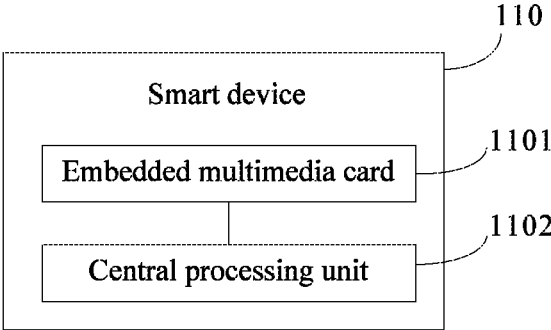 110
Smart device
1101
Embedded multimedia card
1102
Central processing unit